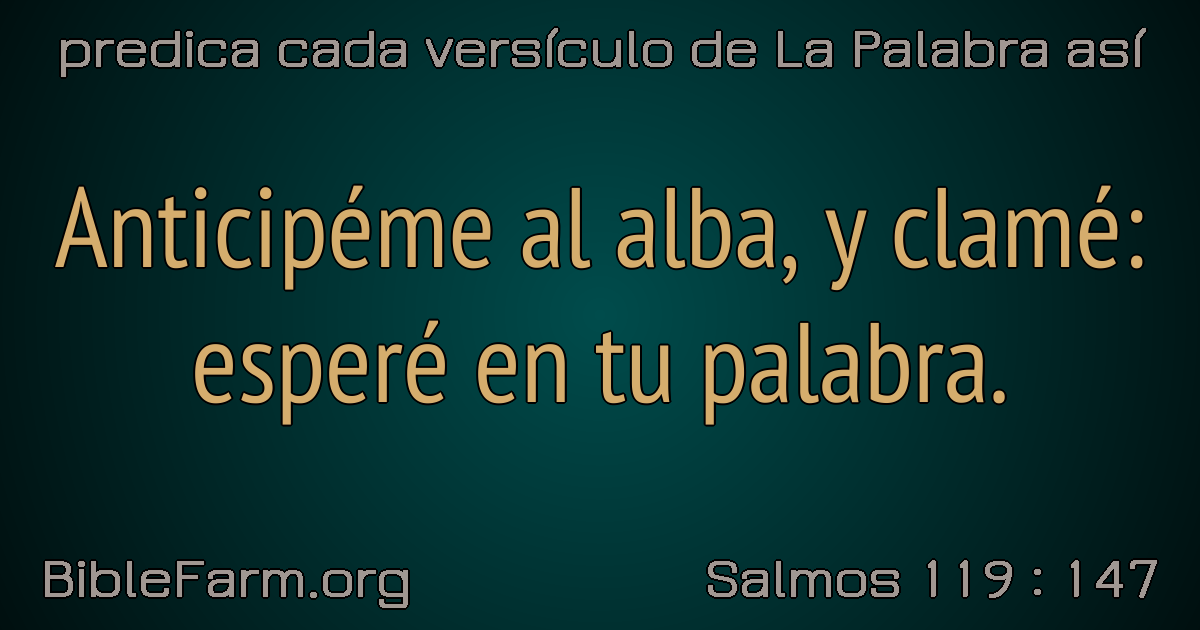 predica cada versículo de La Palabra así
Anticipéme al alba, y clamé:
esperé en tu palabra.
BibleFarm.org
Salmos 119 : 147